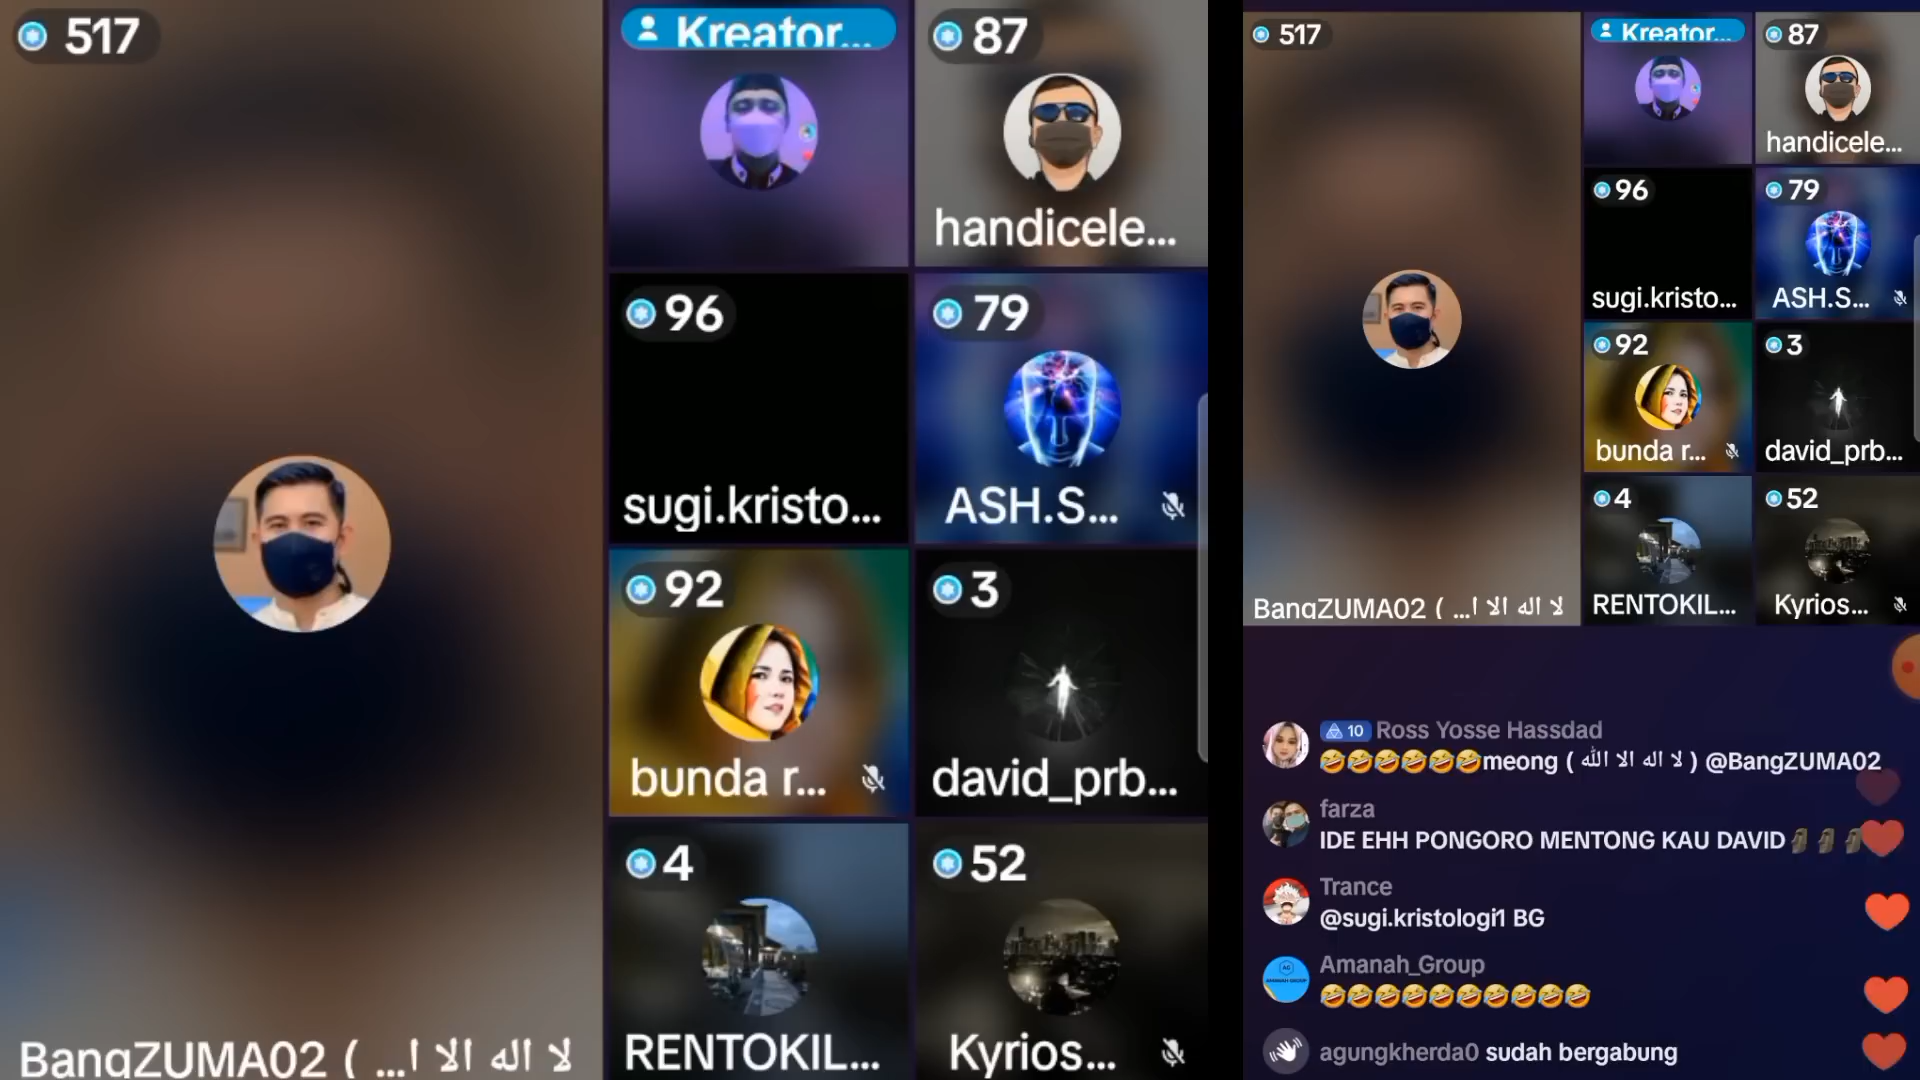 517
Kreator...
87
handicele...
96
sugi.kristo...
79
ASH.S...
92
bunda r...
3
david_prb...
4
RENTOKIL...
52
Kyrios...
BangZUMA02 ( ...لا اله الا ا
517
Kreator...
87
handicele...
96
sugi.kristo...
79
ASH.S...
92
bunda r...
3
david_prb...
4
RENTOKIL...
52
Kyrios...
BangZUMA02 ( ...لا اله الا ا
10 Ross Yosse Hassdad
🤣🤣🤣🤣🤣🤣meong ( لا اله الا الله ) @BangZUMA02
farza
IDE EHH PONGORO MENTONG KAU DAVID🗿🗿🗿
Trance
@sugi.kristologi1 BG
Amanah_Group
🤣🤣🤣🤣🤣🤣🤣🤣🤣🤣
agungkherda0 sudah bergabung